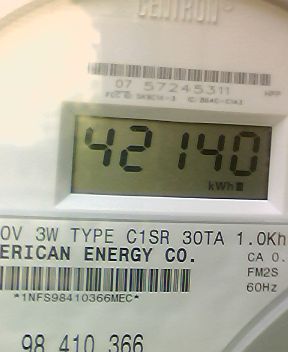 CENTRON
07 57245311
42140
kWh
0V 3W TYPE C1SR 30TA 1.0Kh
ERICAN ENERGY CO.
CA 0.
FM2S
60Hz
*1NFS98410366MEC*
98 410 366